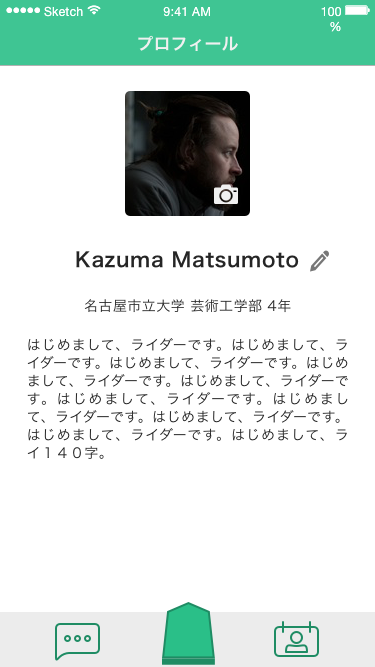 Sketch 9:41 AM 100
%
プロフィール
Kazuma Matsumoto
名古屋市立大学 芸術工学部 4年
はじめまして、ライダーです。はじめまして、ラ
イダーです。はじめまして、ライダーです。はじめ
まして、ライダーです。はじめまして、ライダーで
す。はじめまして、ライダーです。はじめまし
て、ライダーです。はじめまして、ライダーです。
はじめまして、ライダーです。はじめまして、ラ
イ１４０字。